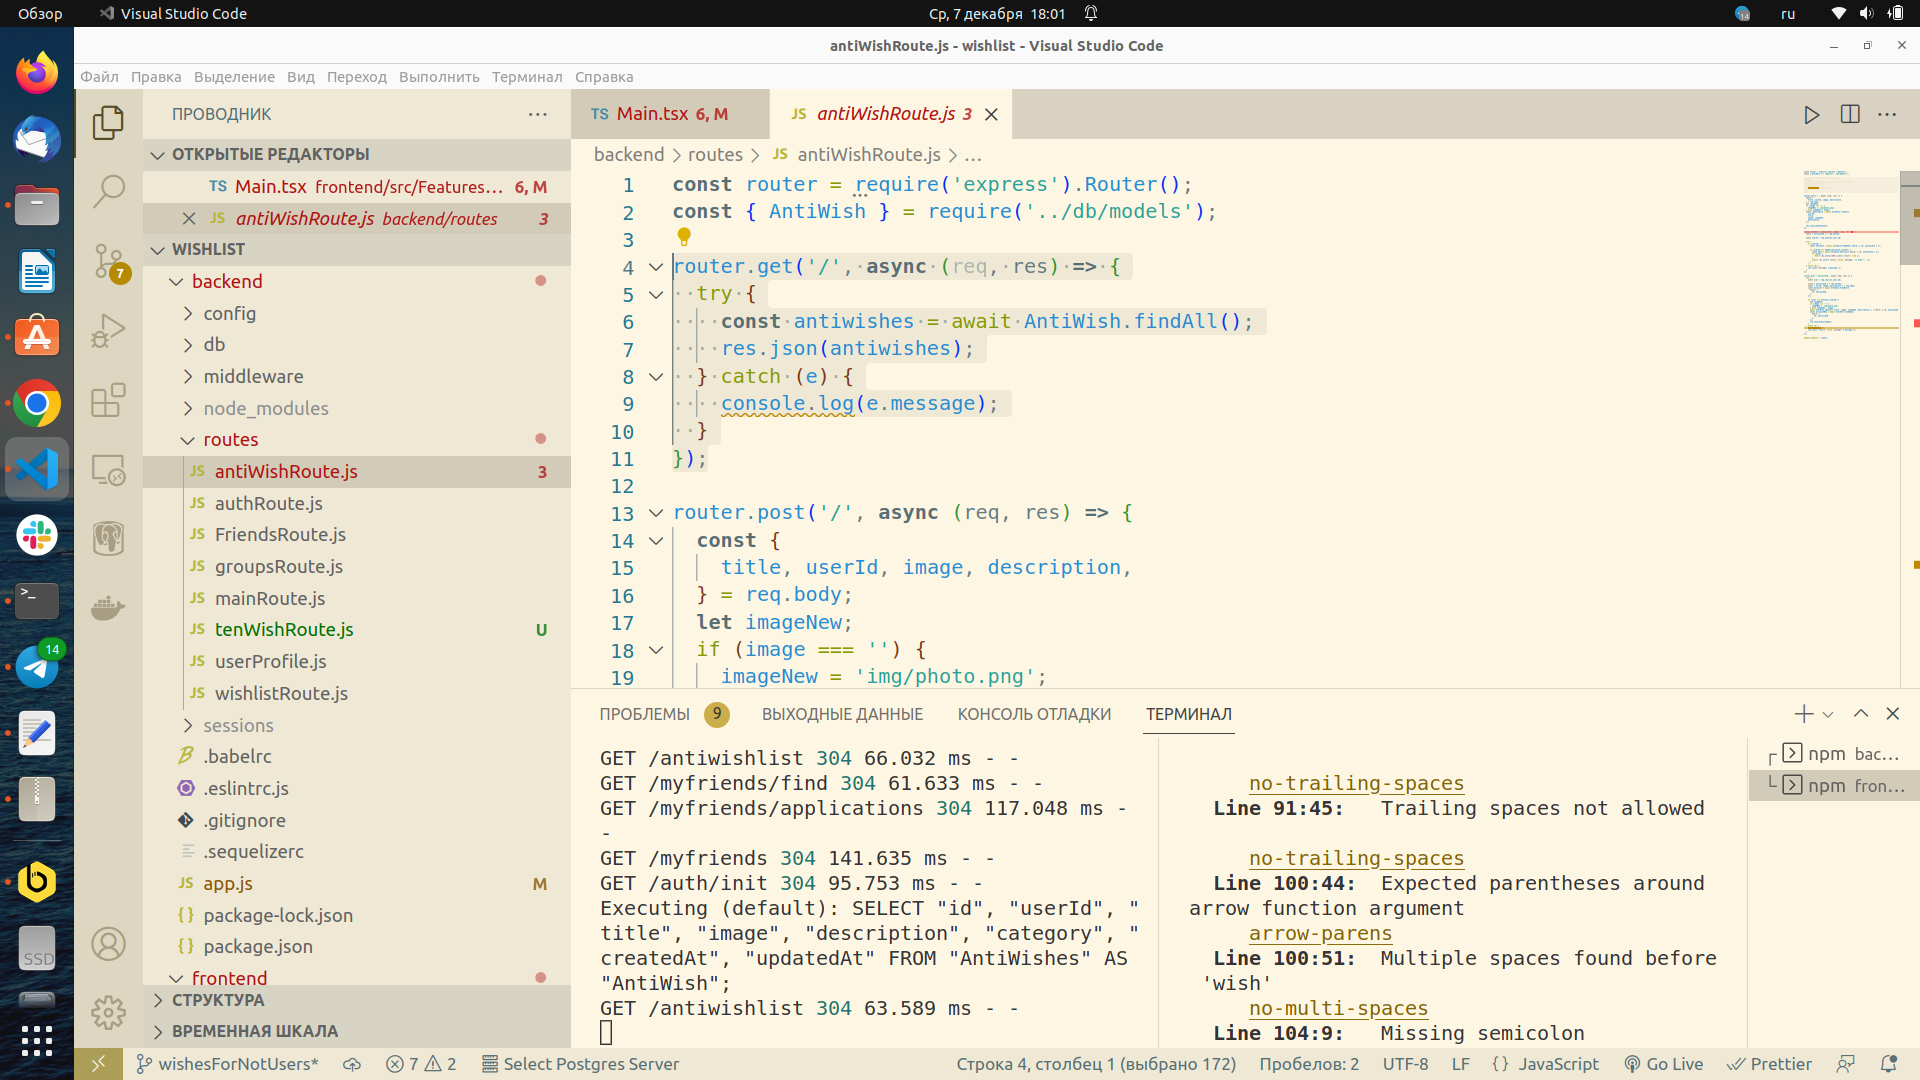 Обзор
Visual Studio Code
Ср, 7 декабря 18:01
ru
antiWishRoute.js - wishlist - Visual Studio Code
Файл Правка Выделение Вид Переход Выполнить Терминал Справка
ПРОВОДНИК
ОТКРЫТЫЕ РЕДАКТОРЫ
TS Main.tsx frontend/src/Features... 6, M
JS antiWishRoute.js backend/routes 3
WISHLIST
backend
config
db
middleware
node_modules
routes
JS antiWishRoute.js 3
JS authRoute.js
JS FriendsRoute.js
JS groupsRoute.js
JS mainRoute.js
JS tenWishRoute.js U
JS userProfile.js
JS wishlistRoute.js
sessions
.babelrc
.eslintrc.js
.gitignore
.sequelizerc
JS app.js M
{} package-lock.json
{} package.json
frontend
СТРУКТУРА
ВРЕМЕННАЯ ШКАЛА
7
14
SSD
TS Main.tsx 6, M
JS antiWishRoute.js 3
backend > routes > JS antiWishRoute.js > ...
1 const router = require('express').Router();
2 const { AntiWish } = require('../db/models');
3
4 router.get('/', async (req, res) => {
5 try {
6 const antiwishes = await AntiWish.findAll();
7 res.json(antiwishes);
8 } catch (e) {
9 console.log(e.message);
10 }
11 });
12
13 router.post('/', async (req, res) => {
14 const {
15 title, userId, image, description,
16 } = req.body;
17 let imageNew;
18 if (image === '') {
19 imageNew = 'img/photo.png';
ПРОБЛЕМЫ 9 ВЫХОДНЫЕ ДАННЫЕ КОНСОЛЬ ОТЛАДКИ ТЕРМИНАЛ
GET /antiwishlist 304 66.032 ms - -
GET /myfriends/find 304 61.633 ms - -
GET /myfriends/applications 304 117.048 ms -
-
GET /myfriends 304 141.635 ms - -
GET /auth/init 304 95.753 ms - -
Executing (default): SELECT "id", "userId", "
title", "image", "description", "category", "
createdAt", "updatedAt" FROM "AntiWishes" AS
"AntiWish";
GET /antiwishlist 304 63.589 ms - -
no-trailing-spaces
Line 91:45: Trailing spaces not allowed
no-trailing-spaces
Line 100:44: Expected parentheses around
arrow function argument
arrow-parens
Line 100:51: Multiple spaces found before
'wish'
no-multi-spaces
Line 104:9: Missing semicolon
npm bac...
npm fron...
wishesForNotUsers* 7 2 Select Postgres Server
Строка 4, столбец 1 (выбрано 172) Пробелов: 2 UTF-8 LF {} JavaScript Go Live Prettier